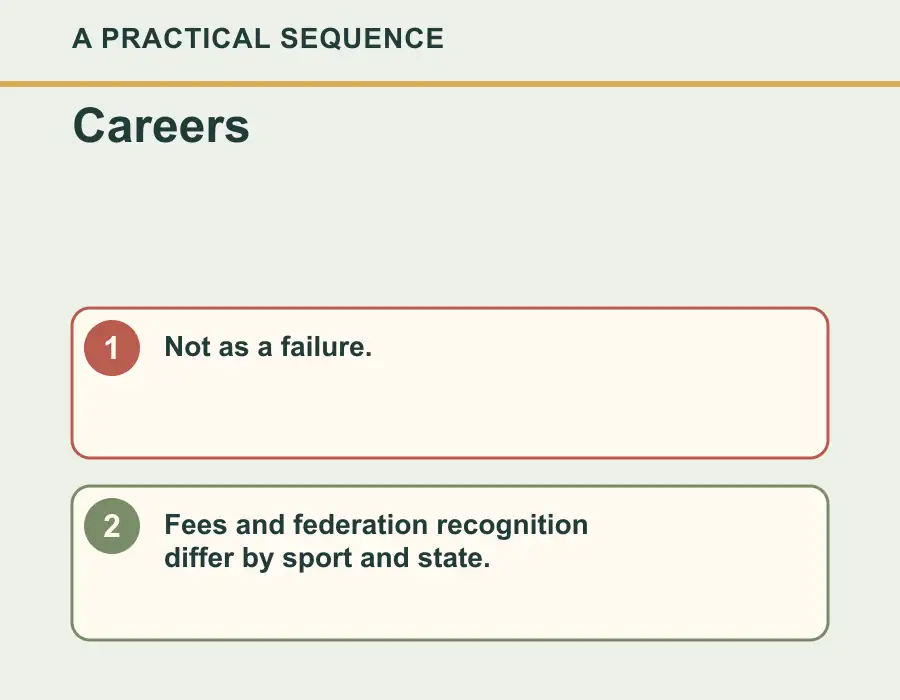 A PRACTICAL SEQUENCE
Careers
1
Not as a failure.
2
Fees and federation recognition
differ by sport and state.